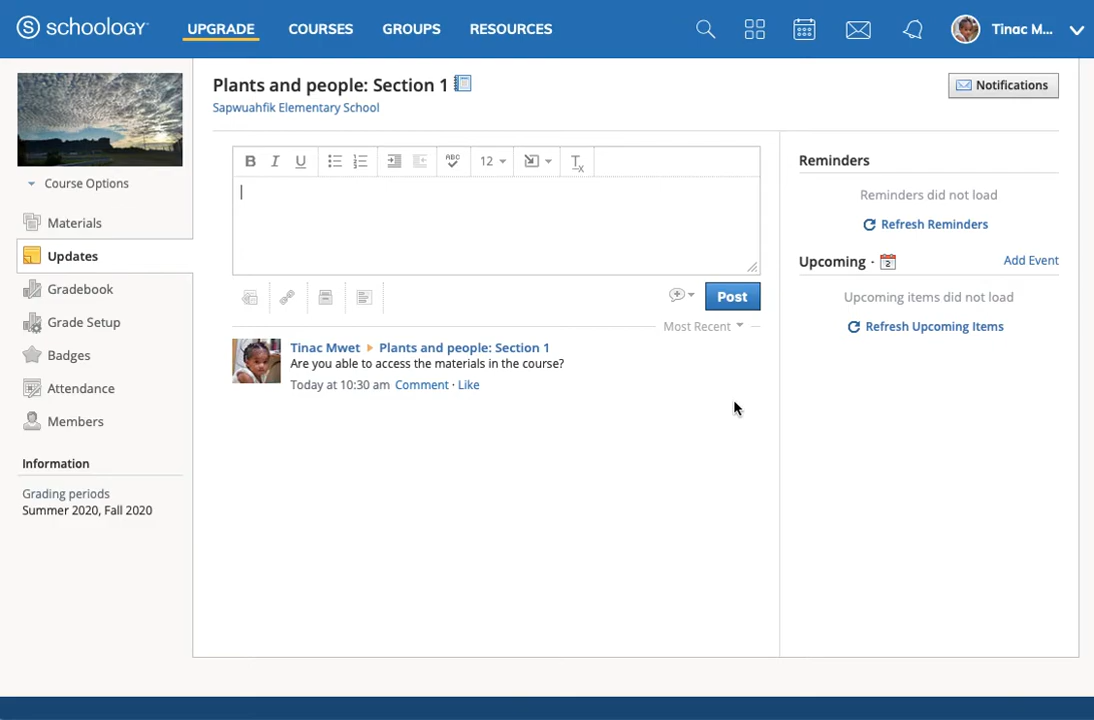 schoology
UPGRADE
COURSES
GROUPS
RESOURCES
Tinac M...
Course Options
Materials
Updates
Gradebook
Grade Setup
Badges
Attendance
Members
Information
Grading periods
Summer 2020, Fall 2020
Plants and people: Section 1
Sapwuahfik Elementary School
Notifications
B I U ABC 12 Tx
Post
Most Recent
Tinac Mwet Plants and people: Section 1
Are you able to access the materials in the course?
Today at 10:30 am Comment · Like
Reminders
Reminders did not load
Refresh Reminders
Upcoming · 2 Add Event
Upcoming items did not load
Refresh Upcoming Items